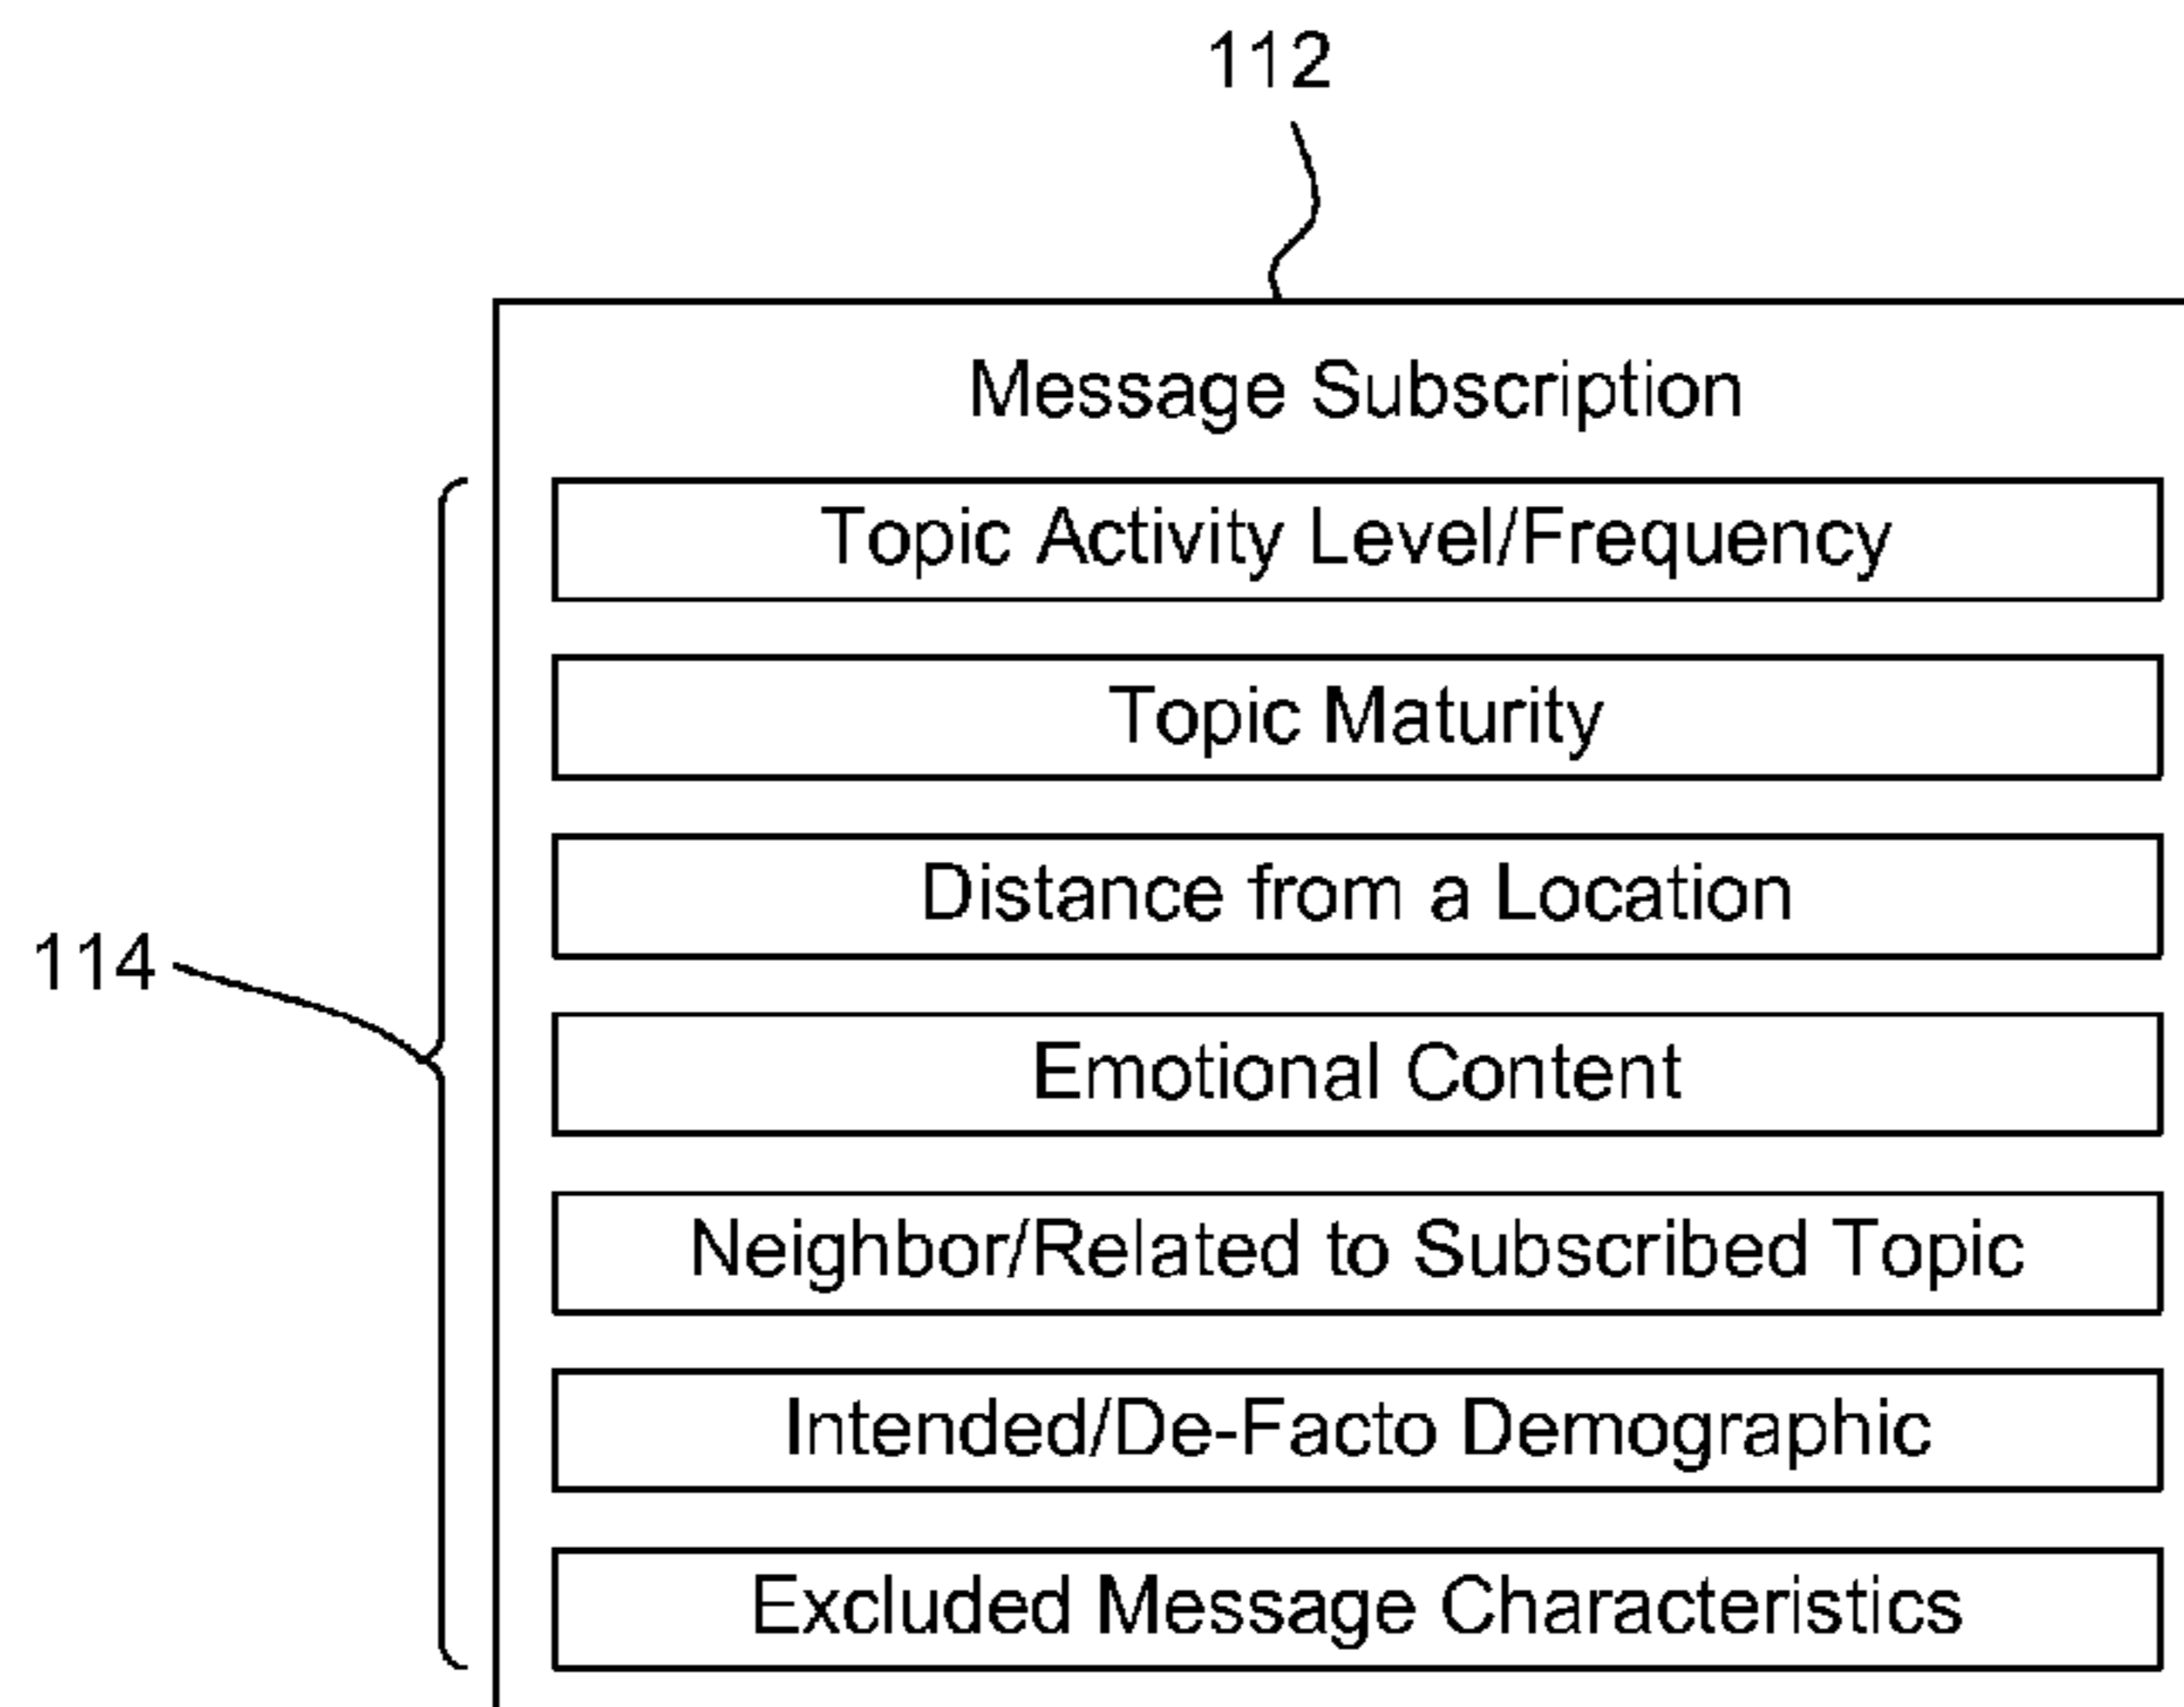 112
Message Subscription
Topic Activity Level/Frequency
Topic Maturity
Distance from a Location
114
Emotional Content
Neighbor/Related to Subscribed Topic
Intended/De-Facto Demographic
Excluded Message Characteristics